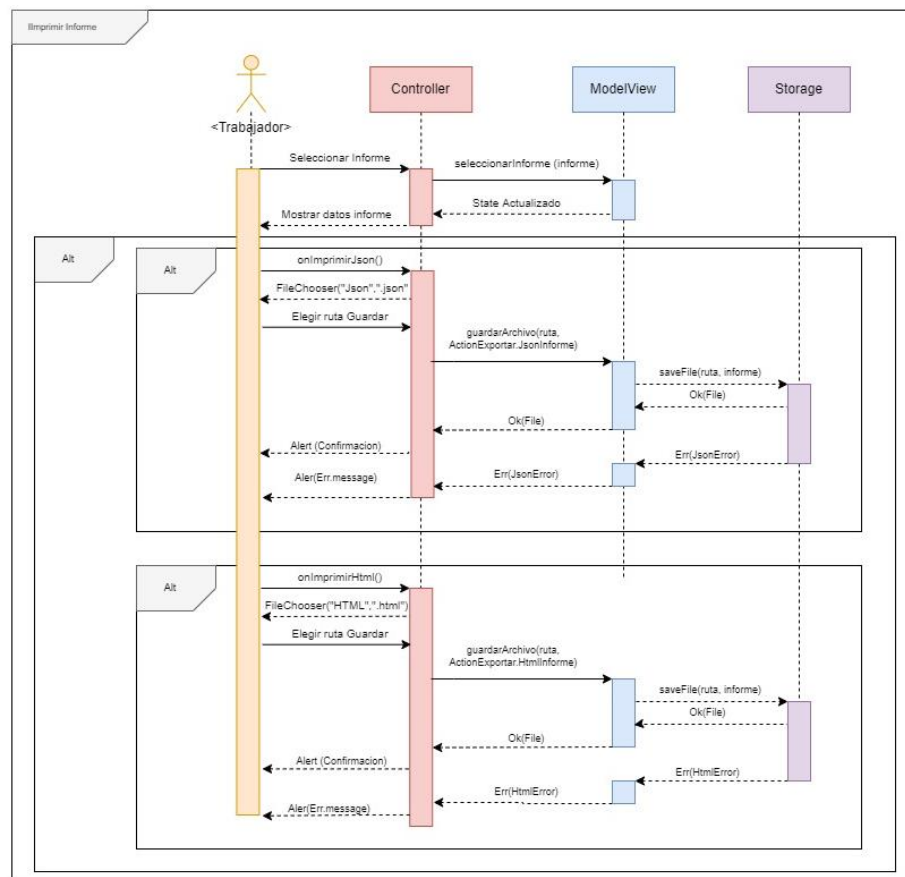 IImprimir Informe
Controller
ModelView
Storage
<Trabajador>
Seleccionar Informe
seleccionarInforme (informe)
State Actualizado
Mostrar datos informe
Alt
Alt
onImprimirJson()
FileChooser("Json",".json"
Elegir ruta Guardar
guardarArchivo(ruta,
ActionExportar.JsonInforme)
saveFile(ruta, informe)
Ok(File)
Ok(File)
Alert (Confirmacion)
Err(JsonError)
Err(JsonError)
Aler(Err.message)
Alt
onImprimirHtml()
FileChooser("HTML",".html")
Elegir ruta Guardar
guardarArchivo(ruta,
ActionExportar.HtmlInforme)
saveFile(ruta, informe)
Ok(File)
Ok(File)
Alert (Confirmacion)
Err(HtmlError)
Err(HtmlError)
Aler(Err.message)